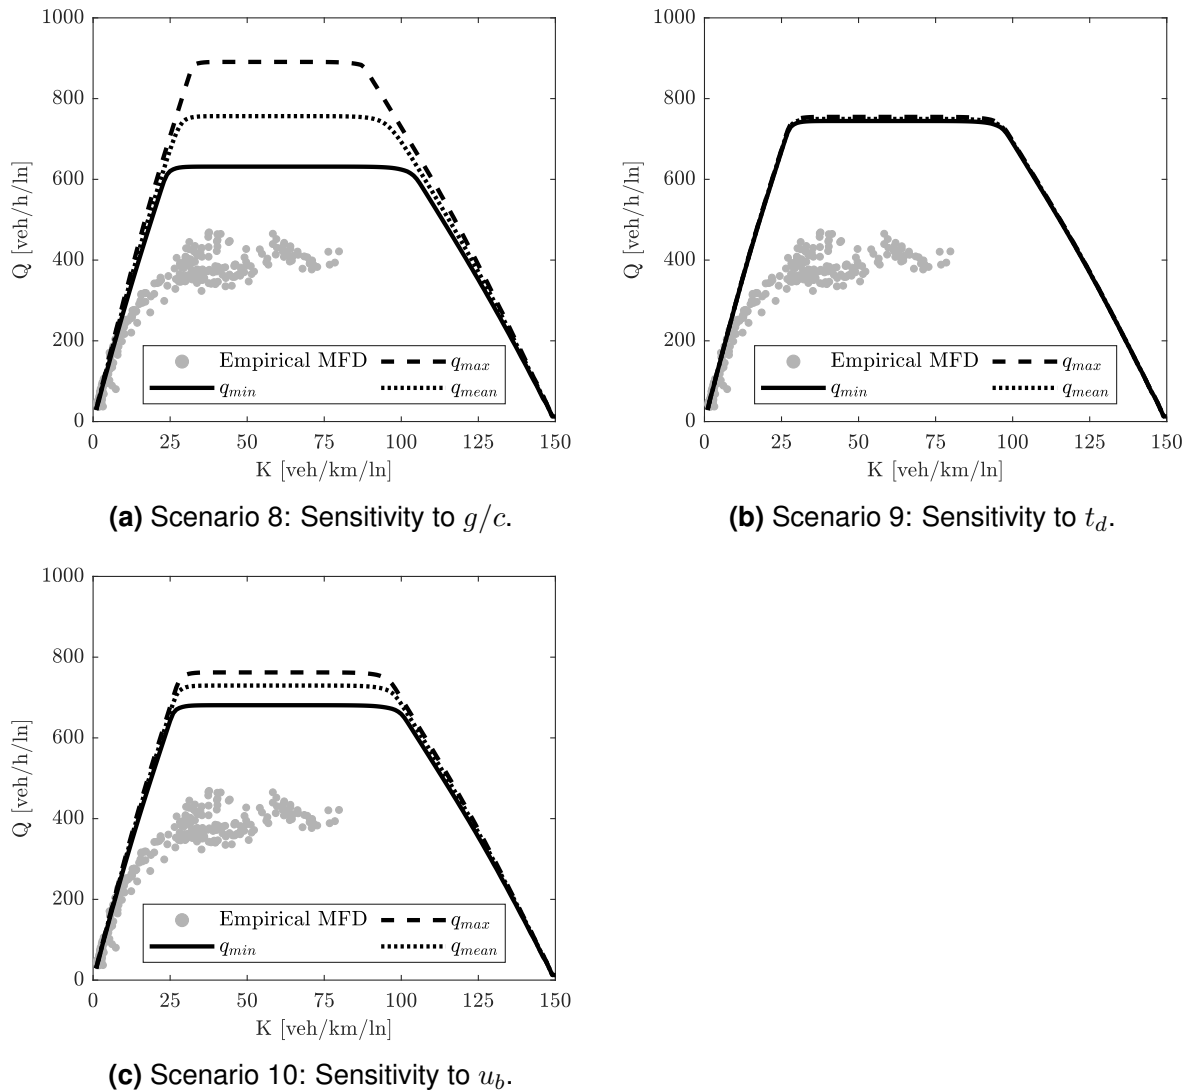 1000
800
600
400
200
0
Q [veh/h/ln]
Empirical MFD
q_max
q_min
q_mean
0 25 50 75 100 125 150
K [veh/km/ln]
(a) Scenario 8: Sensitivity to g/c.
1000
800
600
400
200
0
Q [veh/h/ln]
Empirical MFD
q_max
q_min
q_mean
0 25 50 75 100 125 150
K [veh/km/ln]
(b) Scenario 9: Sensitivity to t_d.
1000
800
600
400
200
0
Q [veh/h/ln]
Empirical MFD
q_max
q_min
q_mean
0 25 50 75 100 125 150
K [veh/km/ln]
(c) Scenario 10: Sensitivity to u_b.